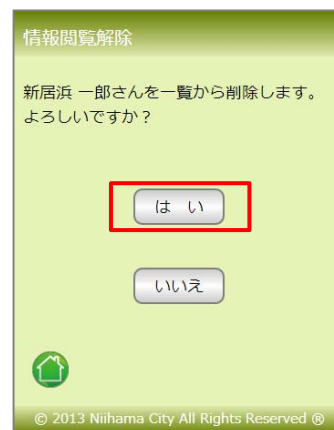 情報閲覧解除
新居浜 一郎さんを一覧から削除します。
よろしいですか？
は い
いいえ
© 2013 Niihama City All Rights Reserved ®